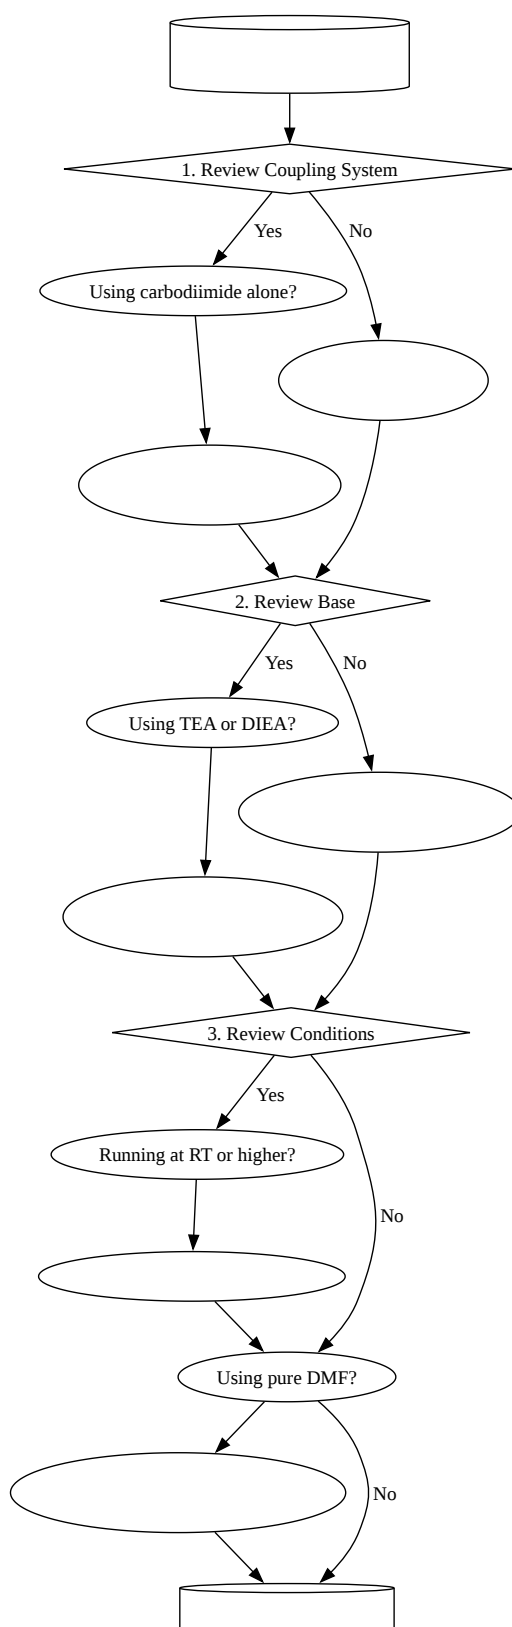 1. Review Coupling System
Yes
No
Using carbodiimide alone?
2. Review Base
Yes
No
Using TEA or DIEA?
3. Review Conditions
Yes
Running at RT or higher?
No
Using pure DMF?
No